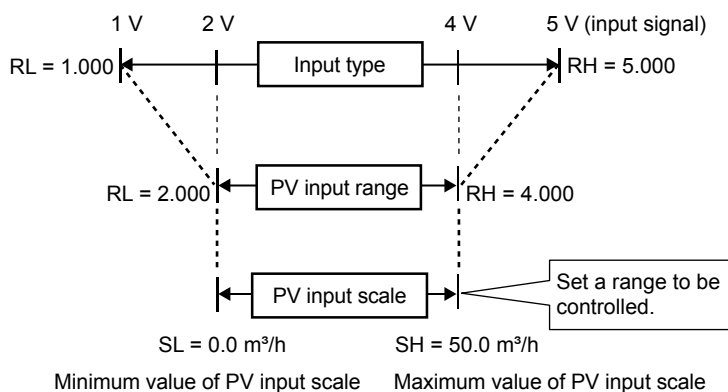 1 V 2 V 4 V 5 V (input signal)
RL = 1.000 Input type RH = 5.000
RL = 2.000 PV input range RH = 4.000
PV input scale Set a range to be
controlled.
SL = 0.0 m³/h SH = 50.0 m³/h
Minimum value of PV input scale Maximum value of PV input scale